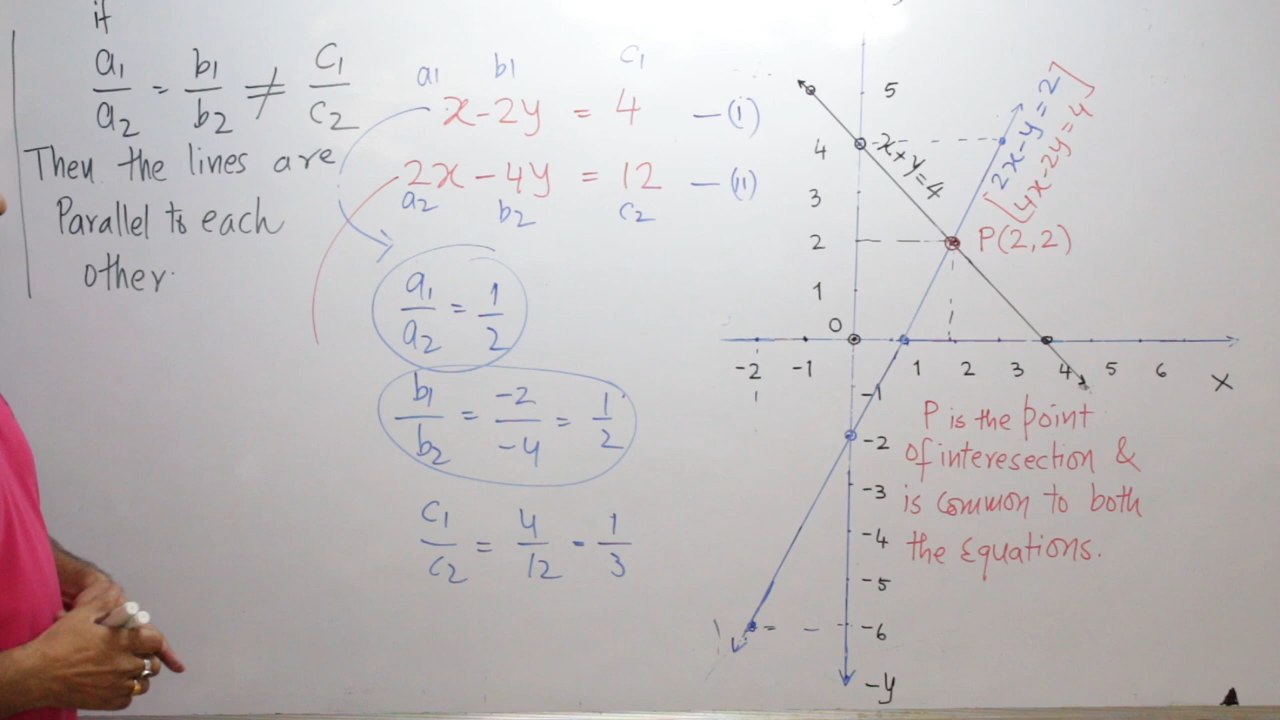 if
a1/a2 = b1/b2 ≠ c1/c2
Then the lines are
Parallel to each
other.
a1 b1 c1
x-2y = 4 —(i)
2x-4y = 12 —(ii)
a2 b2 c2
a1/a2 = 1/2
b1/b2 = -2/-4 = 1/2
c1/c2 = 4/12 = 1/3
5
4
3
2
1
0
-2 -1 1 2 3 4 5 6 X
-1
-2
-3
-4
-5
-6
-y
x+y=4
[2x-y=2
4x-2y=4]
P(2,2)
P is the point
of interesection &
is common to both
the Equations.